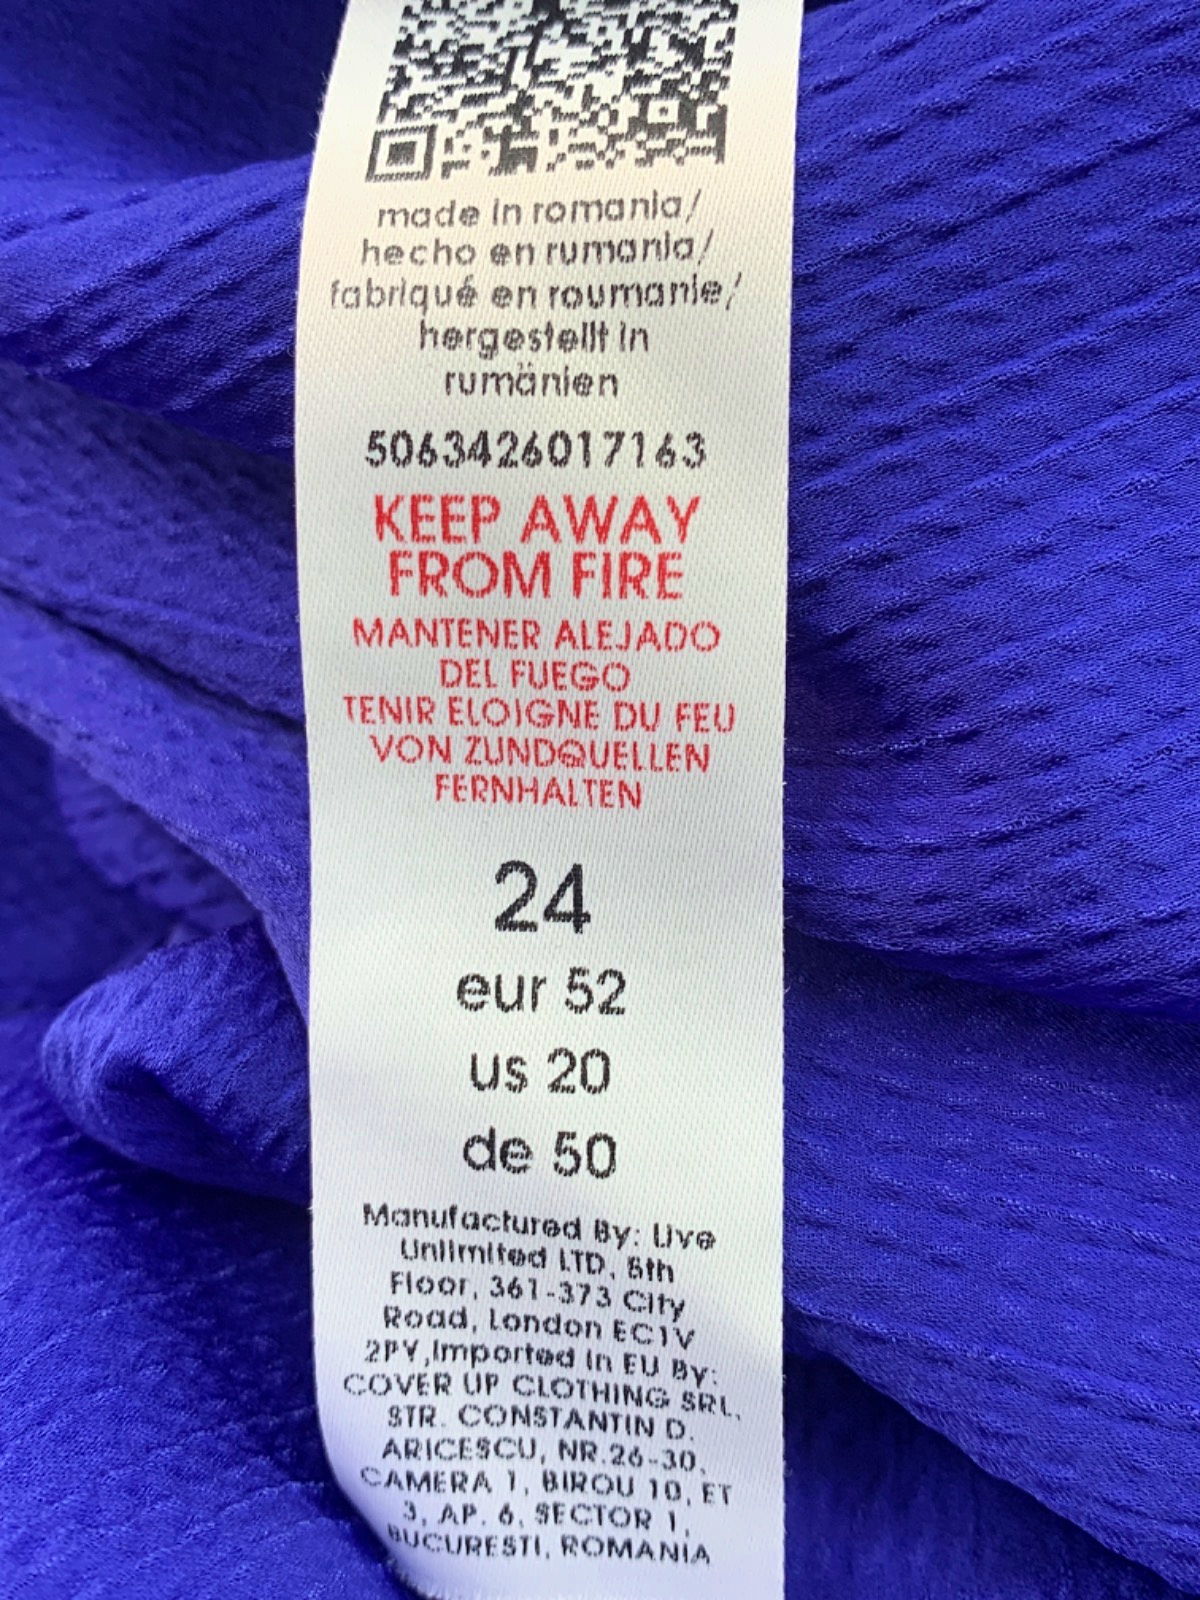 made in romania/
hecho en rumania/
fabriqué en roumanie/
hergestellt in
rumänien
5063426017163
KEEP AWAY
FROM FIRE
MANTENER ALEJADO
DEL FUEGO
TENIR ELOIGNE DU FEU
VON ZUNDQUELLEN
FERNHALTEN
24
eur 52
us 20
de 50
Manufactured By: Live
Unlimited LTD,
Floor, 361-373 City
Road, London EC1V
2PY,Imported in EU By:
COVER UP CLOTHING SRL,
STR. CONSTANTIN D.
ARICESCU, NR.26-30,
CAMERA 1, BIROU 10, ET
3, AP. 6, SECTOR 1,
BUCURESTI, ROMANIA